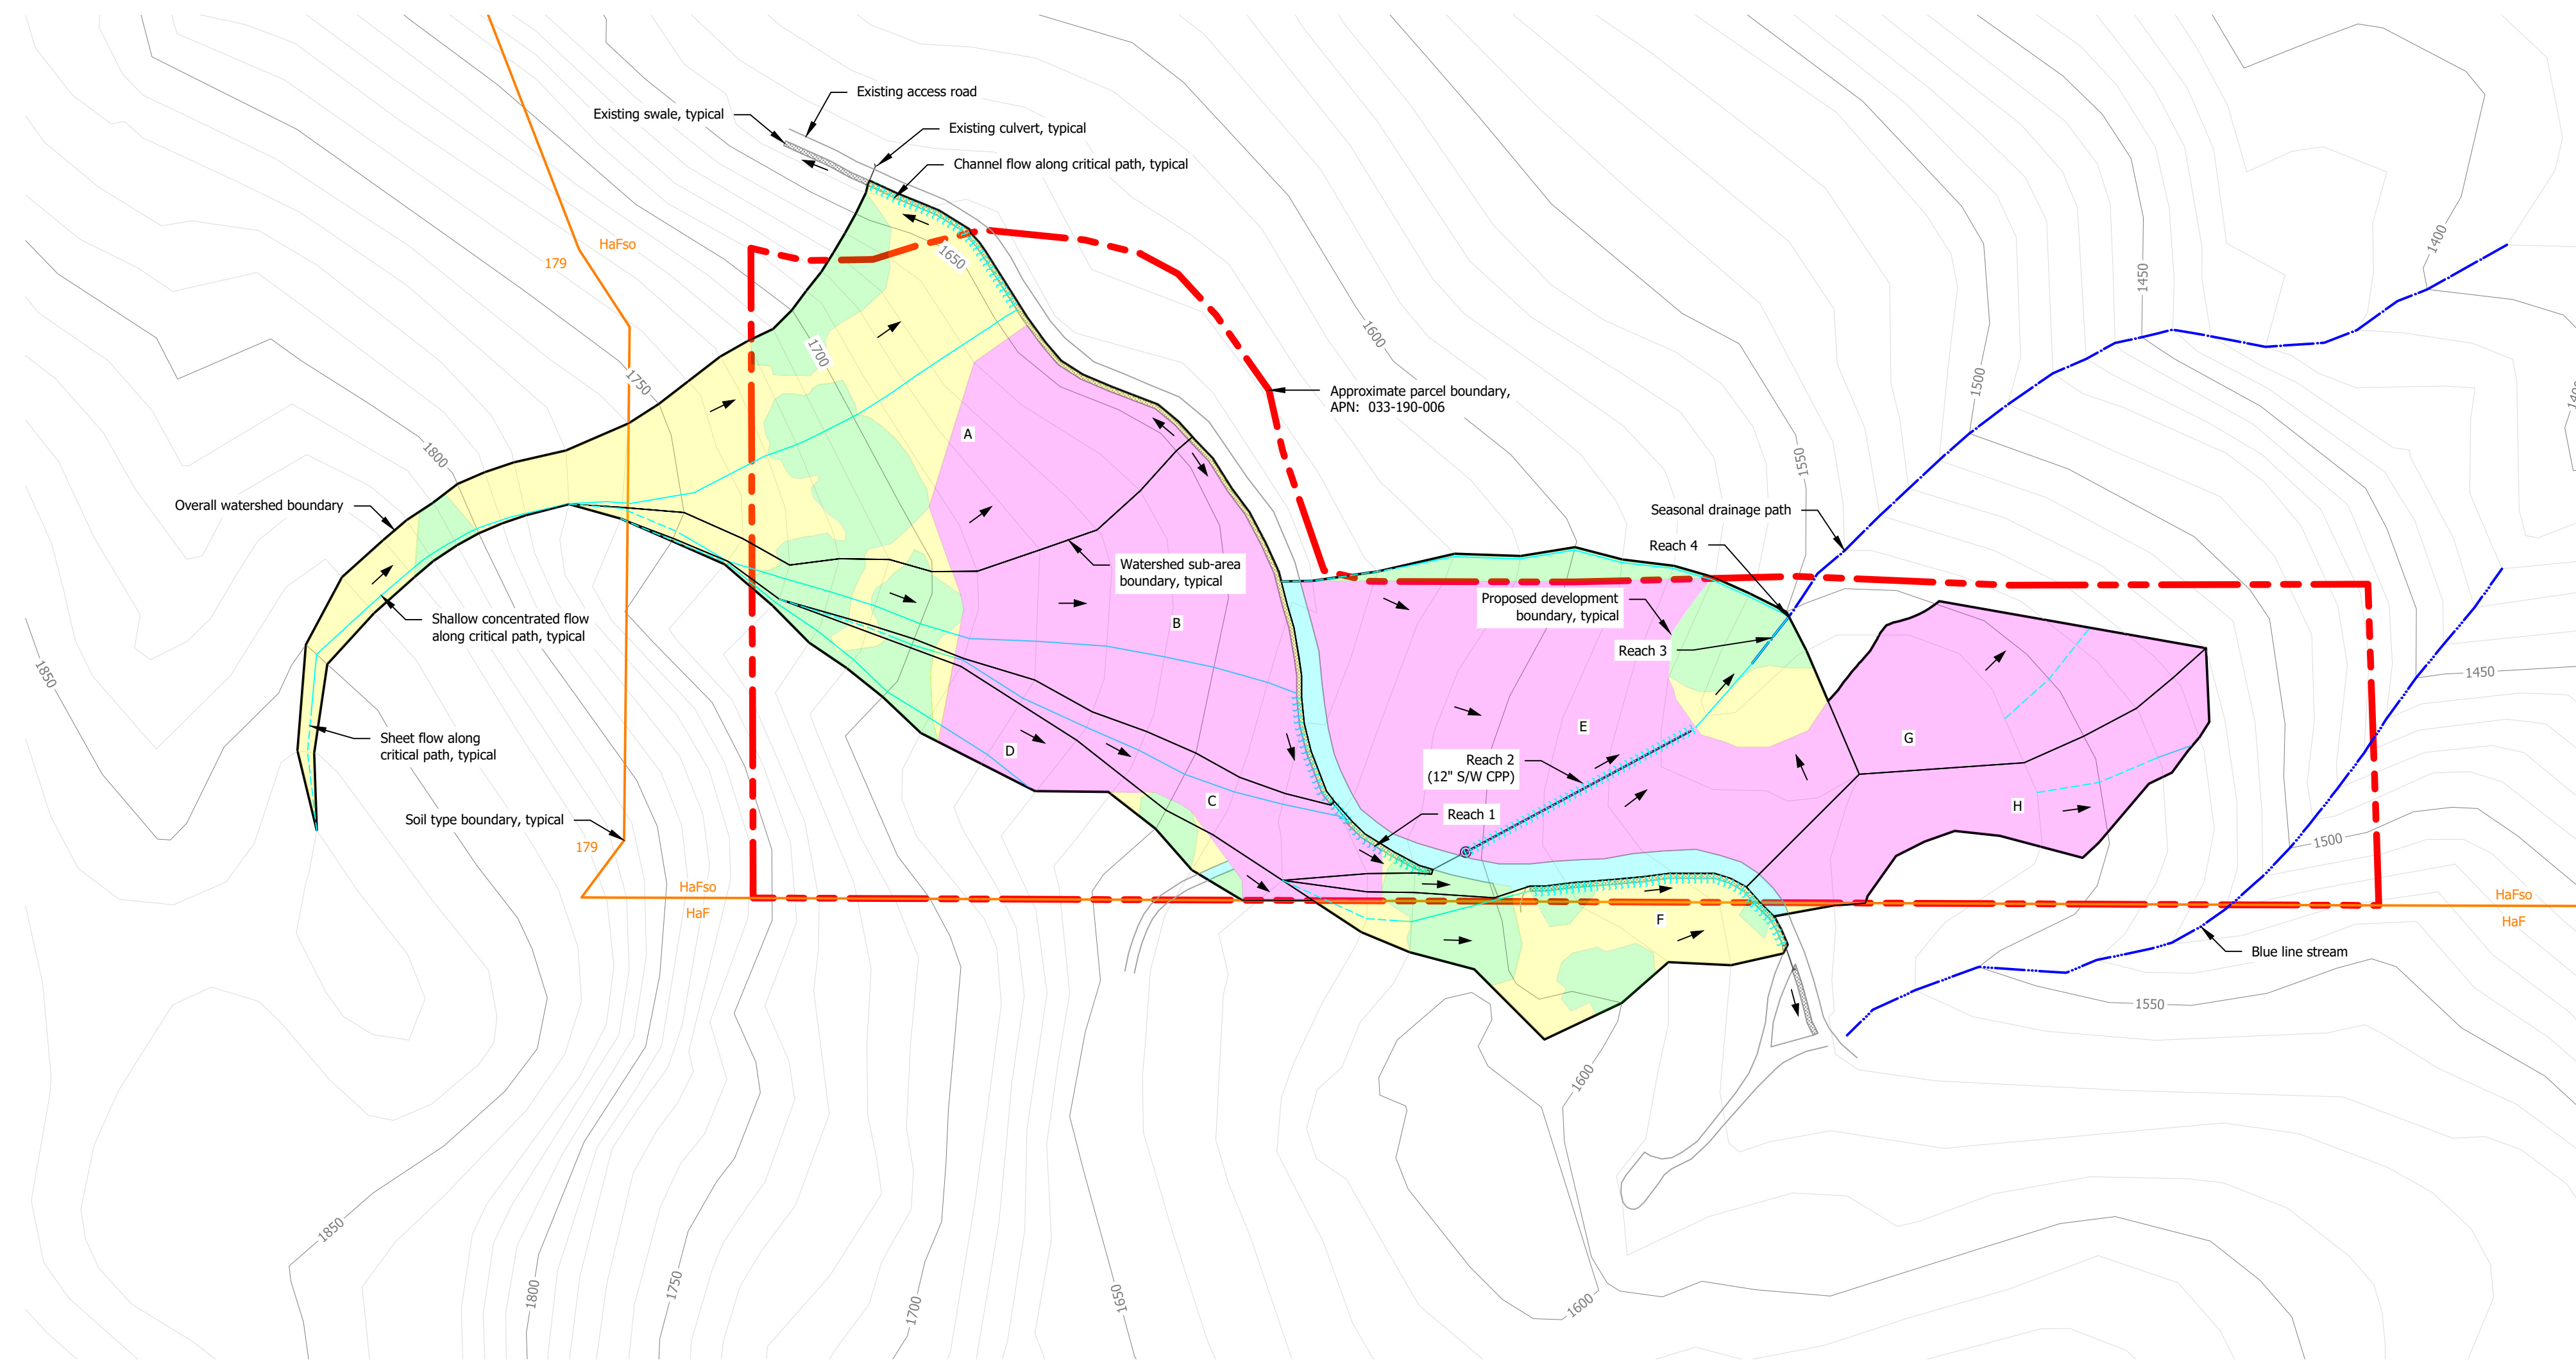 Existing access road
Existing swale, typical
Existing culvert, typical
Channel flow along critical path, typical
HaFso
179
1650
1400
1450
1600
1700
1750
1500
1400
Approximate parcel boundary,
APN: 033-190-006
A
1800
1550
Overall watershed boundary
Seasonal drainage path
Reach 4
Watershed sub-area
boundary, typical
Proposed development
boundary, typical
Shallow concentrated flow
along critical path, typical
B
Reach 3
1850
1450
Sheet flow along
critical path, typical
D
E
G
Reach 2
(12" S/W CPP)
C
H
Soil type boundary, typical
Reach 1
179
1500
HaFso
HaF
HaFso
HaF
F
Blue line stream
1550
1600
1850
1800
1750
1700
1650
1600